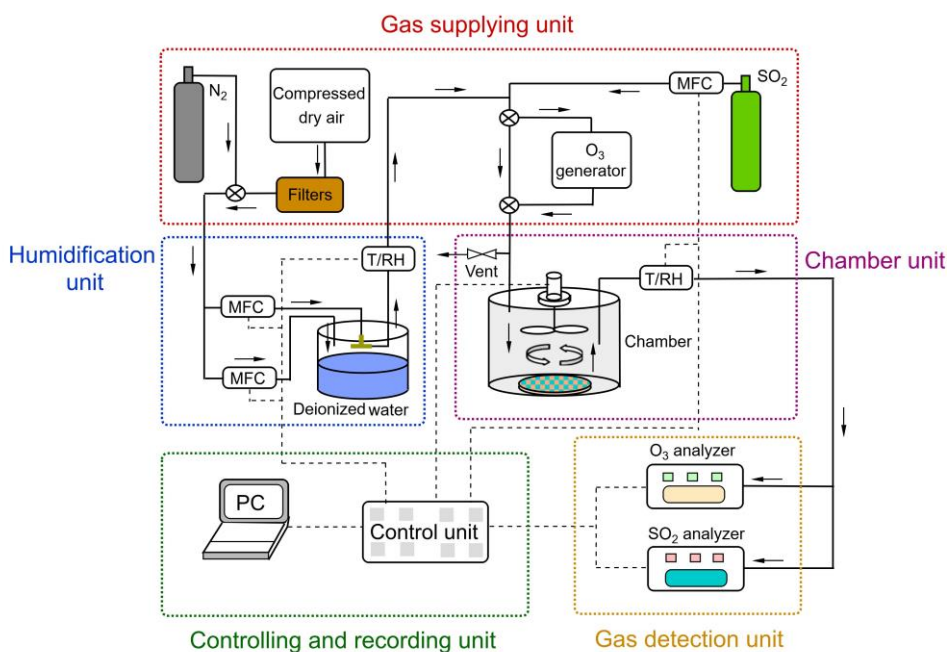 Gas supplying unit
N₂
Compressed
dry air
MFC
SO₂
O₃
generator
Filters
Humidification
unit
T/RH
Vent
T/RH
Chamber unit
MFC
Chamber
MFC
Deionized water
O₃ analyzer
PC
Control unit
SO₂ analyzer
Controlling and recording unit
Gas detection unit